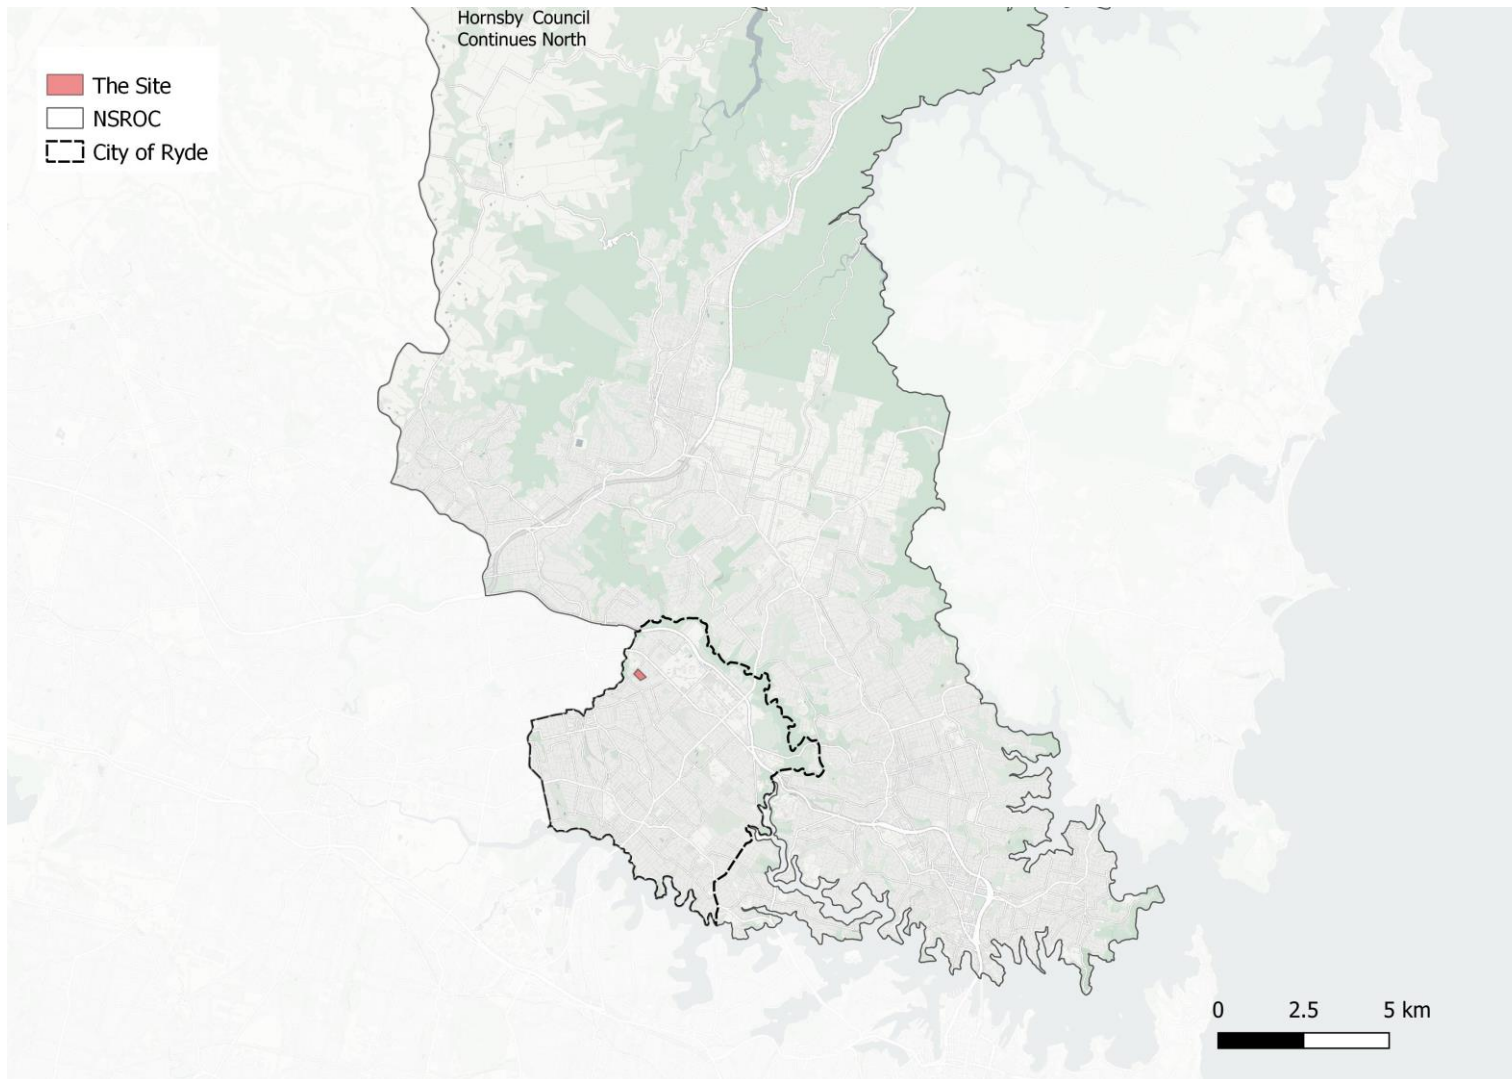 Hornsby Council
Continues North
The Site
NSROC
City of Ryde
0 2.5 5 km